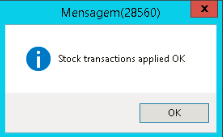 Mensagem(28560)
x
Stock transactions applied OK
OK